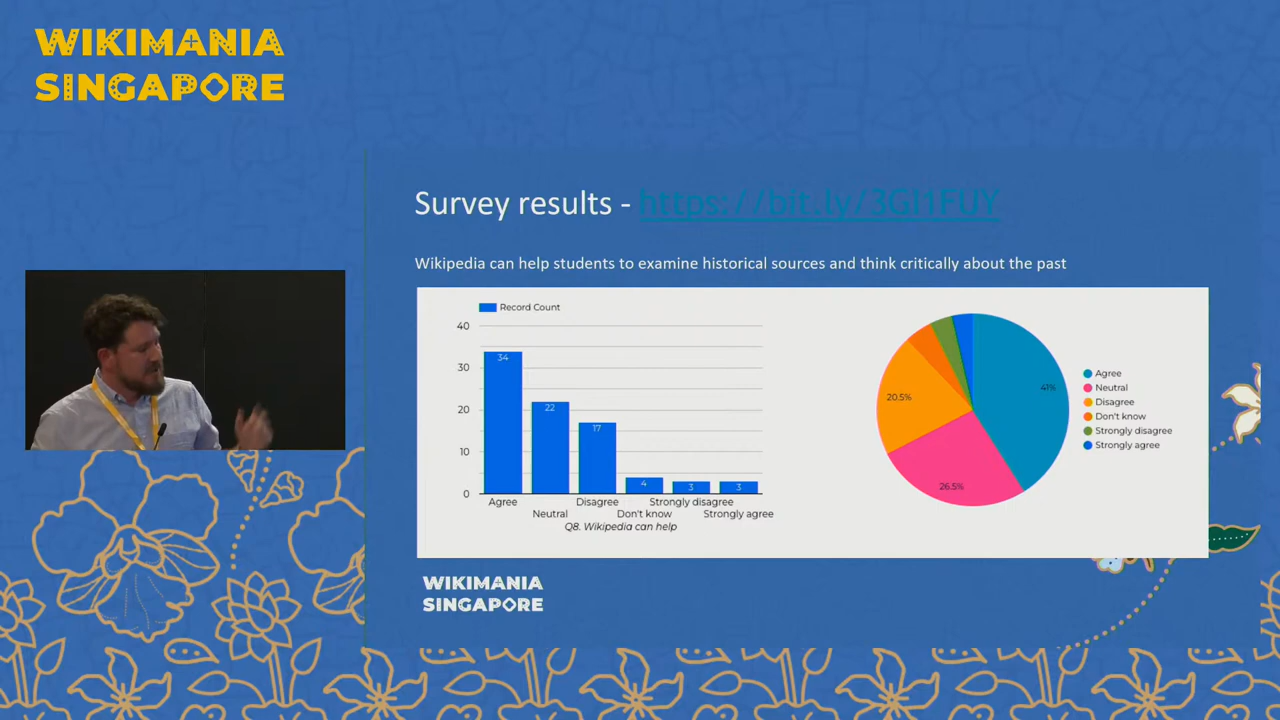 WIKIMANIA
SINGAPORE
Survey results - https://bit.ly/3GI1FUY
Wikipedia can help students to examine historical sources and think critically about the past
Record Count
40
30
20
10
0
34
22
17
4
3
3
Agree
Neutral
Disagree
Don't know
Strongly disagree
Strongly agree
Q8. Wikipedia can help
41%
26.5%
20.5%
Agree
Neutral
Disagree
Don't know
Strongly disagree
Strongly agree
WIKIMANIA
SINGAPORE